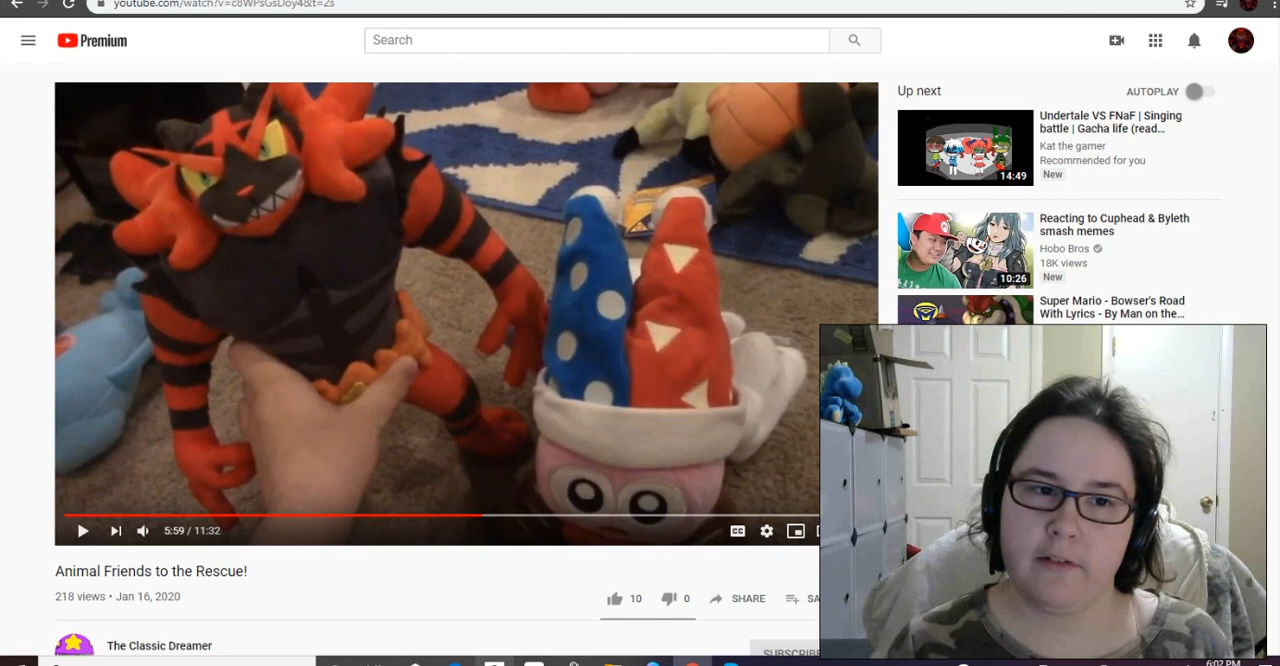 youtube.com/watch?v=c8WPsGsDoy4&t=2s
Premium
Search
Up next
AUTOPLAY
14:49
Undertale VS FNaF | Singing
battle | Gacha life (read...
Kat the gamer
Recommended for you
New
10:26
Reacting to Cuphead & Byleth
smash memes
Hobo Bros
18K views
New
Super Mario - Bowser's Road
With Lyrics - By Man on the...
5:59 / 11:32
CC
Animal Friends to the Rescue!
218 views • Jan 16, 2020
10
0
SHARE
SA
The Classic Dreamer
SUBSCRIBE
6:02 PM